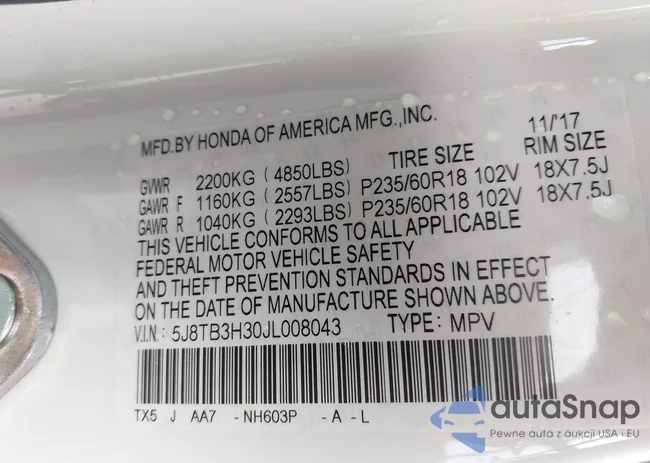 MFD.BY HONDA OF AMERICA MFG.,INC. 11/'17
GVWR 2200KG (4850LBS) TIRE SIZE RIM SIZE
GAWR F 1160KG (2557LBS) P235/60R18 102V 18X7.5J
GAWR R 1040KG (2293LBS) P235/60R18 102V 18X7.5J
THIS VEHICLE CONFORMS TO ALL APPLICABLE
FEDERAL MOTOR VEHICLE SAFETY
AND THEFT PREVENTION STANDARDS IN EFFECT
ON THE DATE OF MANUFACTURE SHOWN ABOVE.
V.I.N.: 5J8TB3H30JL008043 TYPE: MPV
TX5 J AA7 -NH603P -A-L
autaSnap
Pewne auta z aukcji USA i EU